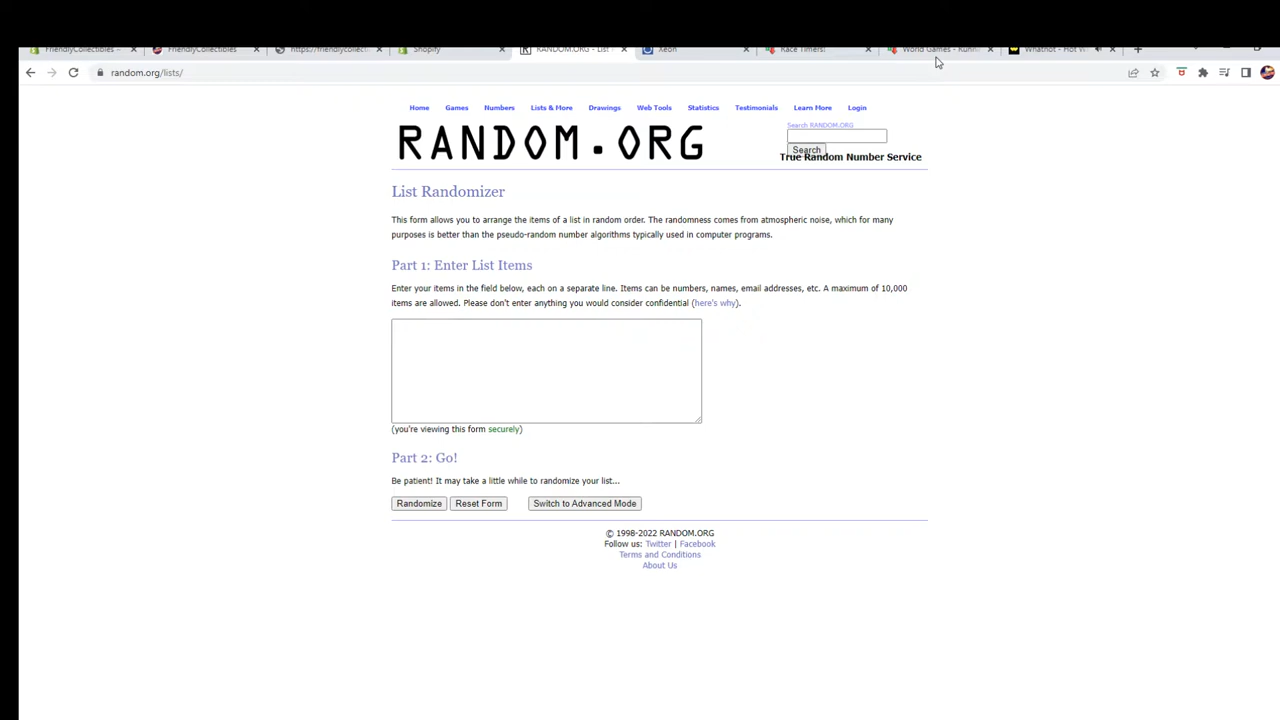 FriendlyCollectibles –
FriendlyCollectibles
https://friendlycollect
Shopify
RANDOM.ORG - List
Xeon
Race Timers!
World Games - Runn
Whatnot - Hot W
random.org/lists/
Home Games Numbers Lists & More Drawings Web Tools Statistics Testimonials Learn More Login
Search RANDOM.ORG
RANDOM.ORG
Search
True Random Number Service
List Randomizer
This form allows you to arrange the items of a list in random order. The randomness comes from atmospheric noise, which for many
purposes is better than the pseudo-random number algorithms typically used in computer programs.
Part 1: Enter List Items
Enter your items in the field below, each on a separate line. Items can be numbers, names, email addresses, etc. A maximum of 10,000
items are allowed. Please don't enter anything you would consider confidential (here's why).
(you're viewing this form securely)
Part 2: Go!
Be patient! It may take a little while to randomize your list...
Randomize Reset Form Switch to Advanced Mode
© 1998-2022 RANDOM.ORG
Follow us: Twitter | Facebook
Terms and Conditions
About Us